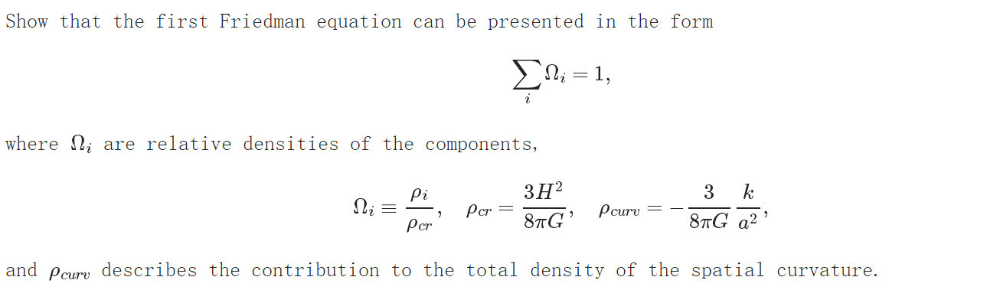 Show that the first Friedman equation can be presented in the form
$$\sum_i \Omega_i = 1,$$
where $\Omega_i$ are relative densities of the components,
$$\Omega_i \equiv \frac{\rho_i}{\rho_{cr}}, \quad \rho_{cr} = \frac{3H^2}{8\pi G}, \quad \rho_{curv} = -\frac{3}{8\pi G}\frac{k}{a^2},$$
and $\rho_{curv}$ describes the contribution to the total density of the spatial curvature.